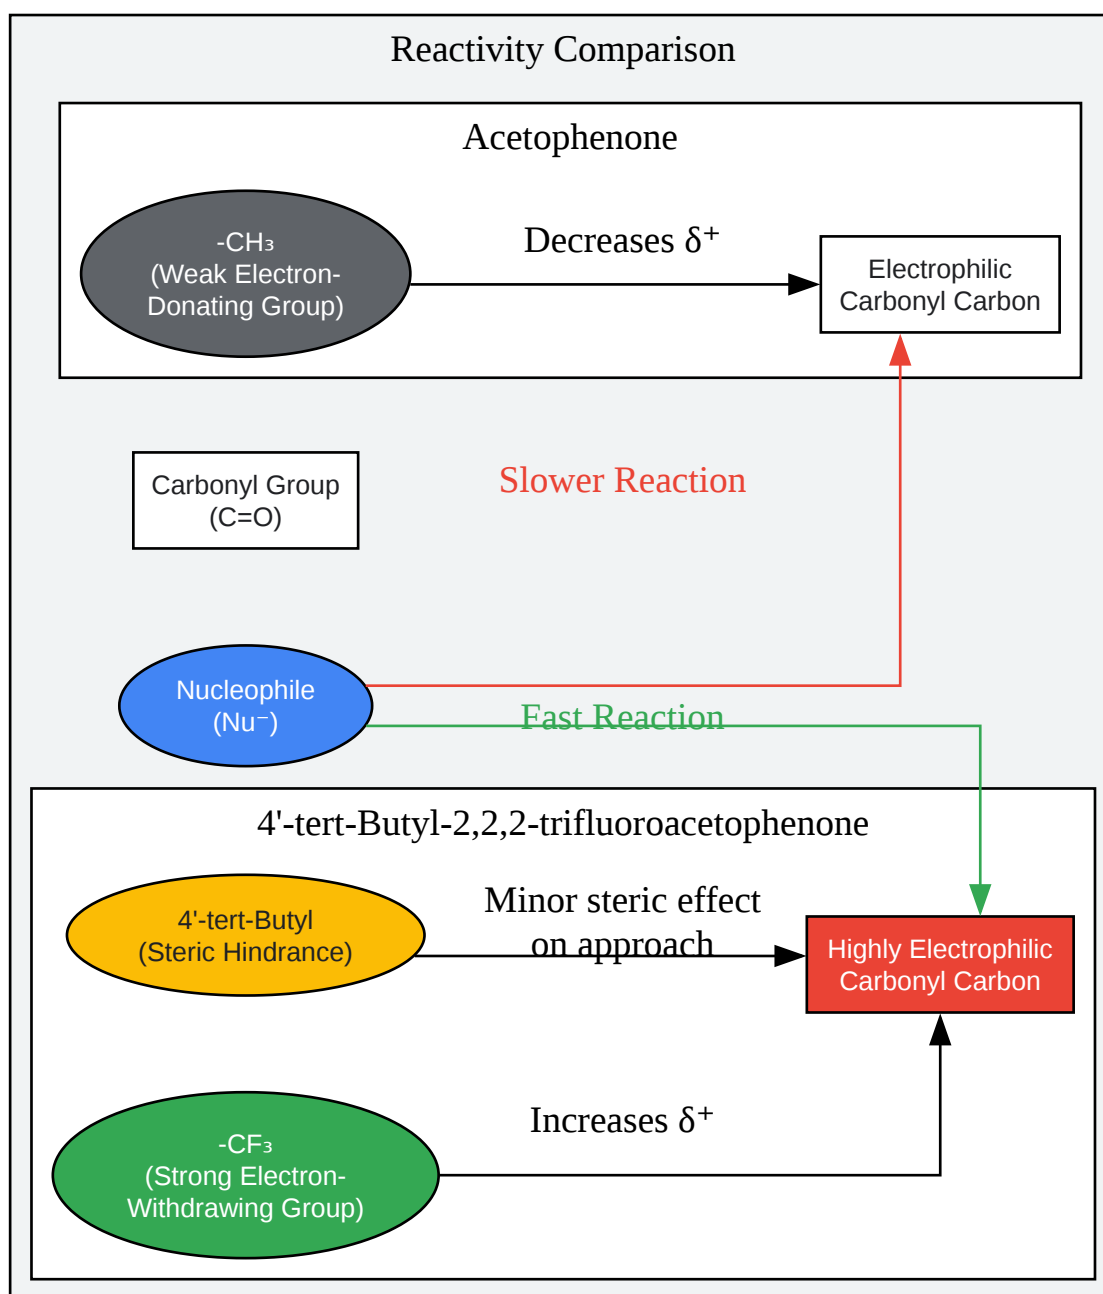 Reactivity Comparison
Acetophenone
-CH₃
(Weak Electron-
Donating Group)
Decreases δ⁺
Electrophilic
Carbonyl Carbon
Carbonyl Group
(C=O)
Slower Reaction
Nucleophile
(Nu⁻)
Fast Reaction
4'-tert-Butyl-2,2,2-trifluoroacetophenone
4'-tert-Butyl
(Steric Hindrance)
Minor steric effect
on approach
Highly Electrophilic
Carbonyl Carbon
-CF₃
(Strong Electron-
Withdrawing Group)
Increases δ⁺